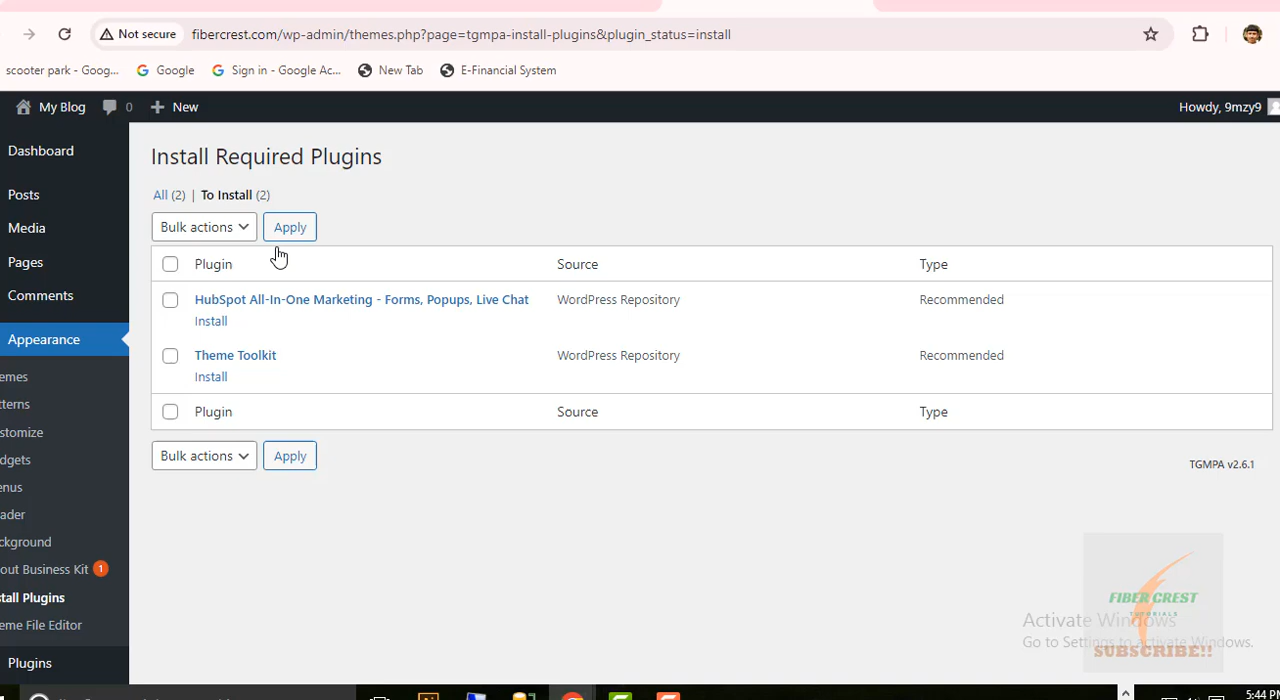 Not secure fibercrest.com/wp-admin/themes.php?page=tgmpa-install-plugins&plugin_status=install
scooter park - Goog... Google Sign in - Google Ac... New Tab E-Financial System
My Blog 0 New Howdy, 9mzy9
Dashboard
Posts
Media
Pages
Comments
Appearance
emes
tterns
stomize
dgets
enus
ader
ckground
out Business Kit 1
stall Plugins
eme File Editor
Plugins
Install Required Plugins
All (2) | To Install (2)
Bulk actions Apply
Plugin Source Type
HubSpot All-In-One Marketing - Forms, Popups, Live Chat WordPress Repository Recommended
Install
Theme Toolkit WordPress Repository Recommended
Install
Plugin Source Type
Bulk actions Apply
TGMPA v2.6.1
FIBER CREST
TUTORIALS
SUBSCRIBE!!
Activate Windows
Go to Settings to activate Windows.
5:44 PM